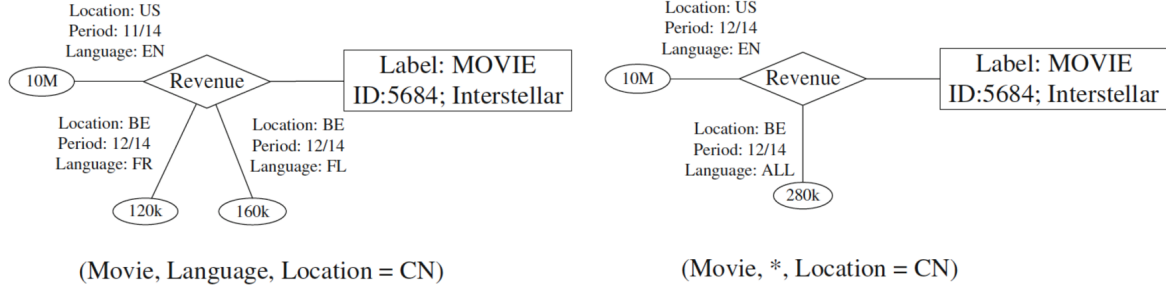 Location: US
Period: 11/14
Language: EN
10M
Revenue
Label: MOVIE
ID:5684; Interstellar
Location: BE
Period: 12/14
Language: FR
Location: BE
Period: 12/14
Language: FL
120k
160k
(Movie, Language, Location = CN)
Location: US
Period: 12/14
Language: EN
10M
Revenue
Label: MOVIE
ID:5684; Interstellar
Location: BE
Period: 12/14
Language: ALL
280k
(Movie, *, Location = CN)